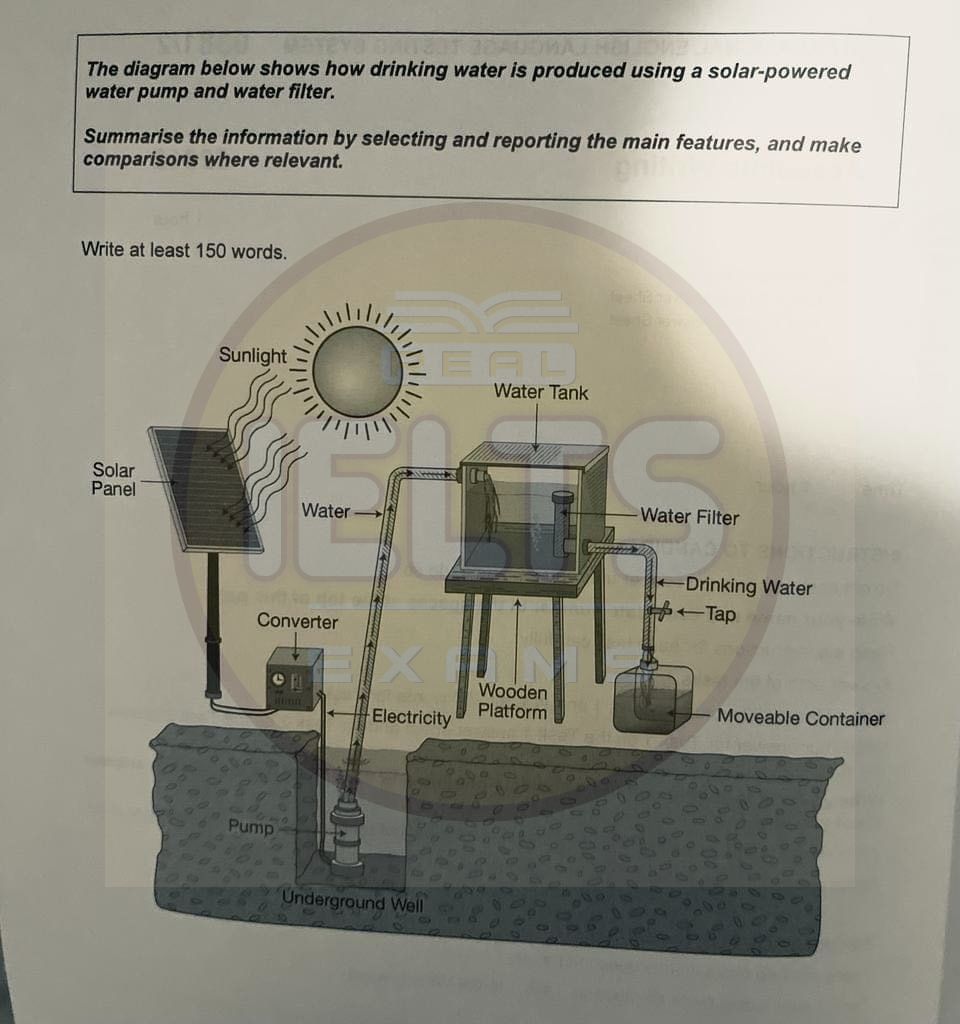 The diagram below shows how drinking water is produced using a solar-powered
water pump and water filter.
Summarise the information by selecting and reporting the main features, and make
comparisons where relevant.
Write at least 150 words.
REAL
IELTS
EXAMS
Sunlight
Water Tank
Solar
Panel
Water
Water Filter
Drinking Water
Tap
Converter
Electricity
Wooden
Platform
Moveable Container
Pump
Underground Well